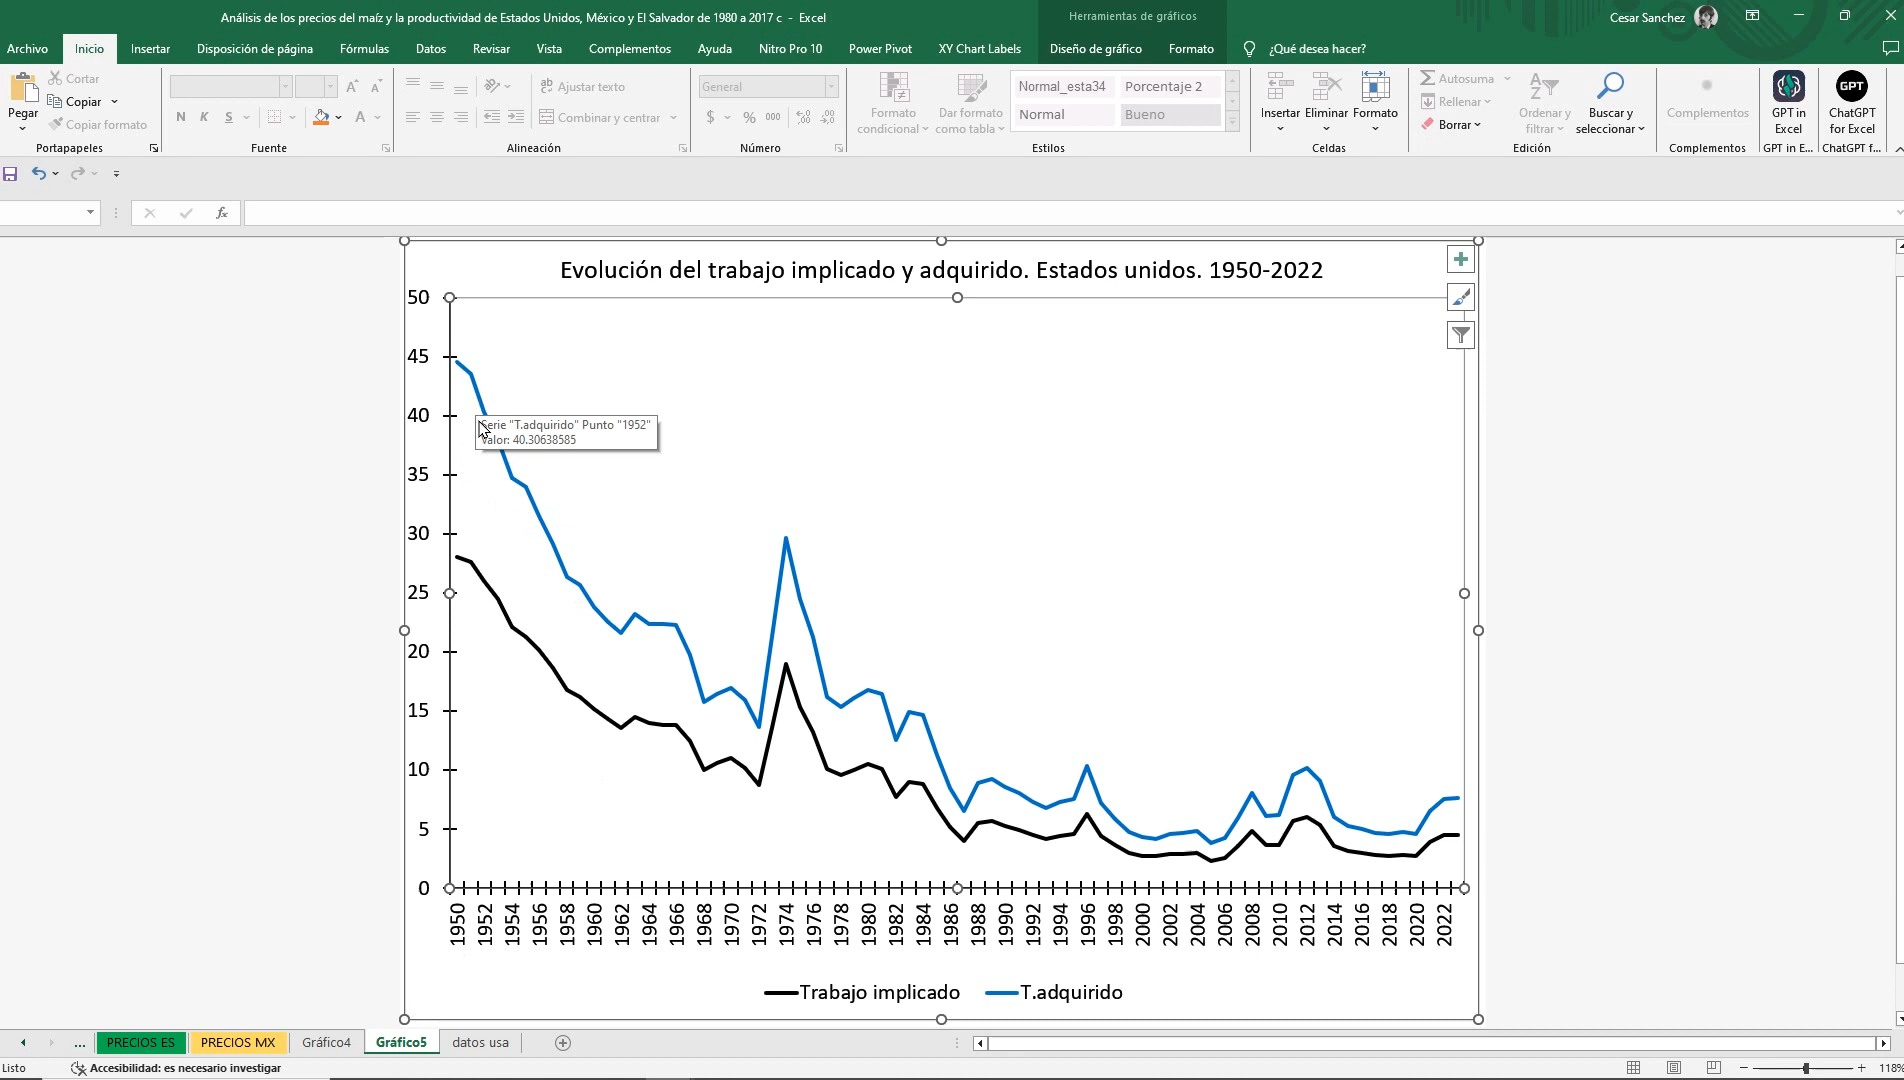 Análisis de los precios del maíz y la productividad de Estados Unidos, México y El Salvador de 1980 a 2017 c - Excel
Herramientas de gráficos
Cesar Sanchez
Archivo Inicio Insertar Disposición de página Fórmulas Datos Revisar Vista Complementos Ayuda Nitro Pro 10 Power Pivot XY Chart Labels Diseño de gráfico Formato ¿Qué desea hacer?
Pegar
Cortar
Copiar
Copiar formato
Portapapeles
N K S
A
Fuente
ab Ajustar texto
Combinar y centrar
Alineación
General
$ % 000
Número
Formato condicional
Dar formato como tabla
Normal_esta34 Porcentaje 2
Normal Bueno
Estilos
Insertar Eliminar Formato
Celdas
Autosuma
Rellenar
Borrar
Ordenar y filtrar
Buscar y seleccionar
Edición
Complementos
Complementos
GPT in Excel
GPT in E...
GPT
ChatGPT for Excel
ChatGPT f...
fx
Evolución del trabajo implicado y adquirido. Estados unidos. 1950-2022
50
45
40
35
30
25
20
15
10
5
0
Serie "T.adquirido" Punto "1952"
Valor: 40.30638585
1950 1952 1954 1956 1958 1960 1962 1964 1966 1968 1970 1972 1974 1976 1978 1980 1982 1984 1986 1988 1990 1992 1994 1996 1998 2000 2002 2004 2006 2008 2010 2012 2014 2016 2018 2020 2022
Trabajo implicado T.adquirido
... PRECIOS ES PRECIOS MX Gráfico4 Gráfico5 datos usa
Listo Accesibilidad: es necesario investigar
118%